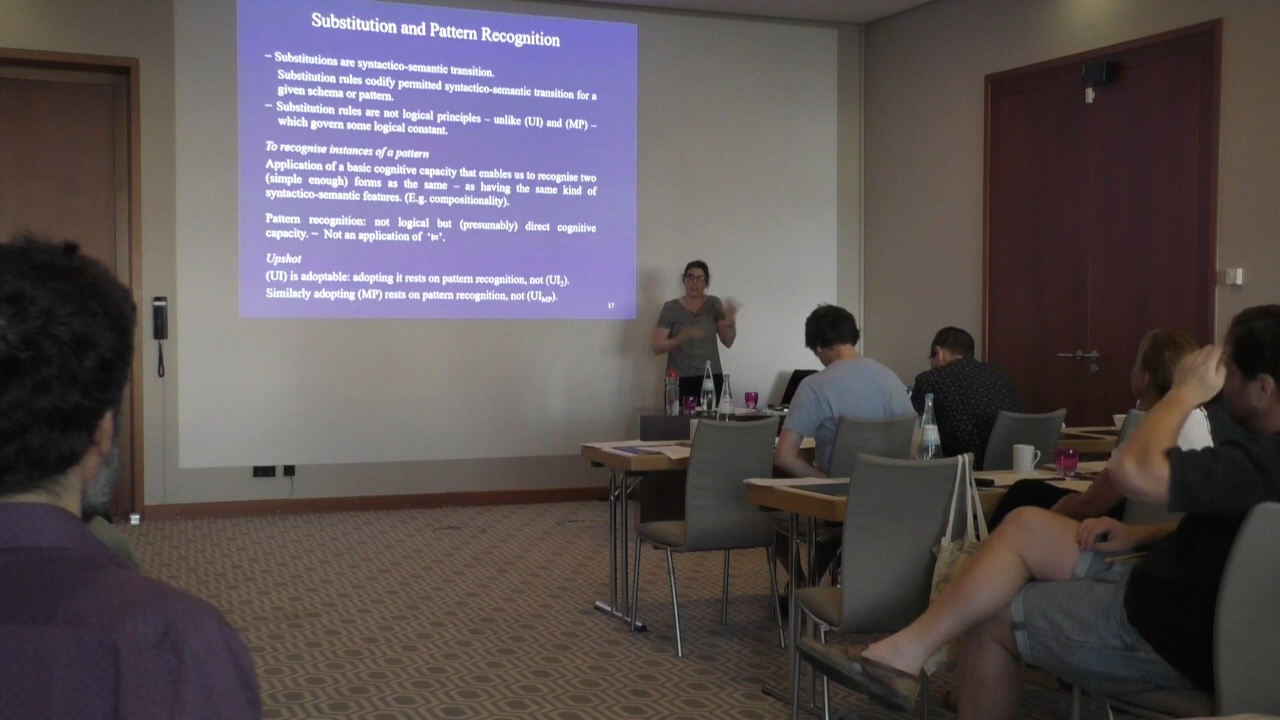 Substitution and Pattern Recognition
– Substitutions are syntactico-semantic transition.
Substitution rules codify permitted syntactico-semantic transition for a
given schema or pattern.
– Substitution rules are not logical principles – unlike (UI) and (MP) –
which govern some logical constant.
To recognise instances of a pattern
Application of a basic cognitive capacity that enables us to recognise two
(simple enough) forms as the same – as having the same kind of
syntactico-semantic features. (E.g. compositionality).
Pattern recognition: not logical but (presumably) direct cognitive
capacity. – Not an application of '⊨'.
Upshot
(UI) is adoptable: adopting it rests on pattern recognition, not (UI₂).
Similarly adopting (MP) rests on pattern recognition, not (UI_MP).
17